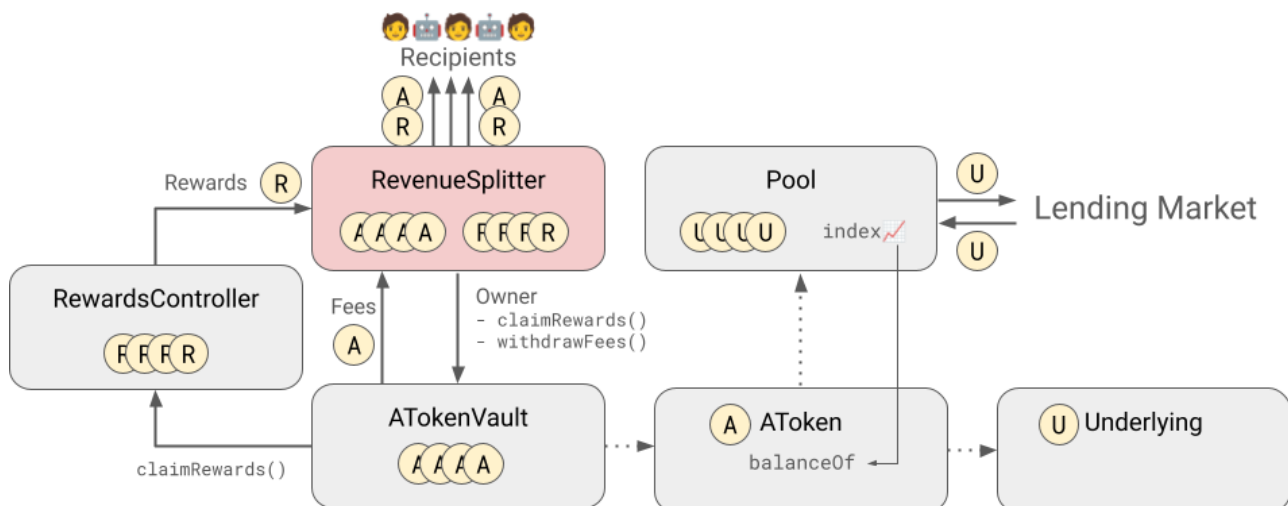 Recipients
A
A
R
R
Rewards
R
RevenueSplitter
A A A A
R R R R
Pool
U U U U
index
U
U
Lending Market
RewardsController
R R R R
Fees
A
Owner
- claimRewards()
- withdrawFees()
ATokenVault
A A A A
claimRewards()
A
AToken
balanceOf
U
Underlying